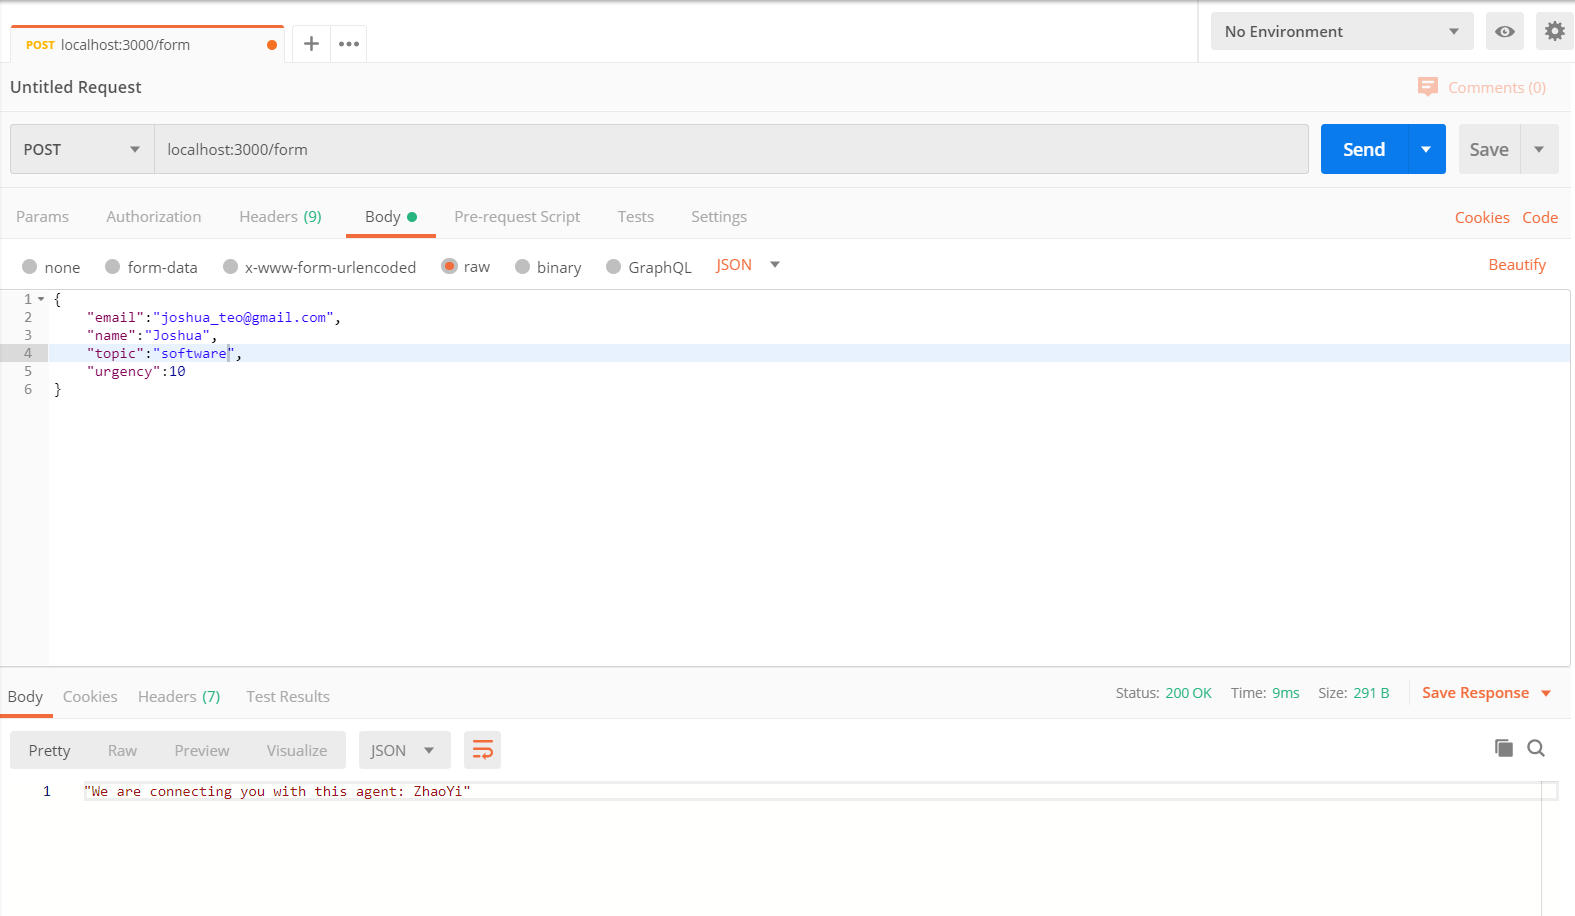 POST localhost:3000/form
No Environment
Untitled Request
Comments (0)
POST localhost:3000/form Send Save
Params Authorization Headers (9) Body Pre-request Script Tests Settings Cookies Code
none form-data x-www-form-urlencoded raw binary GraphQL JSON Beautify
1 {
2 "email":"joshua_teo@gmail.com",
3 "name":"Joshua",
4 "topic":"software",
5 "urgency":10
6 }
Body Cookies Headers (7) Test Results Status: 200 OK Time: 9ms Size: 291 B Save Response
Pretty Raw Preview Visualize JSON
1 "We are connecting you with this agent: ZhaoYi"